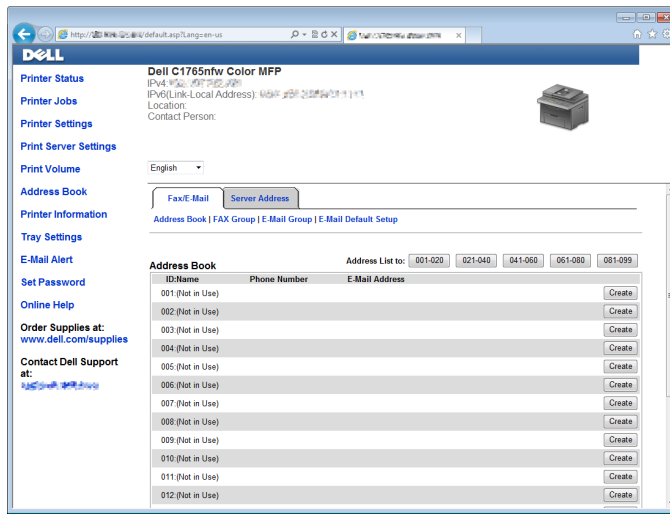 http:// /default.asp?Lang=en-us
DELL
Dell C1765nfw Color MFP
IPv4:
IPv6(Link-Local Address):
Location:
Contact Person:
Printer Status
Printer Jobs
Printer Settings
Print Server Settings
Print Volume
Address Book
Printer Information
Tray Settings
E-Mail Alert
Set Password
Online Help
Order Supplies at:
www.dell.com/supplies
Contact Dell Support
at:
English
Fax/E-Mail Server Address
Address Book | FAX Group | E-Mail Group | E-Mail Default Setup
Address Book Address List to: 001-020 021-040 041-060 061-080 081-099
ID:Name Phone Number E-Mail Address
001:(Not in Use) Create
002:(Not in Use) Create
003:(Not in Use) Create
004:(Not in Use) Create
005:(Not in Use) Create
006:(Not in Use) Create
007:(Not in Use) Create
008:(Not in Use) Create
009:(Not in Use) Create
010:(Not in Use) Create
011:(Not in Use) Create
012:(Not in Use) Create